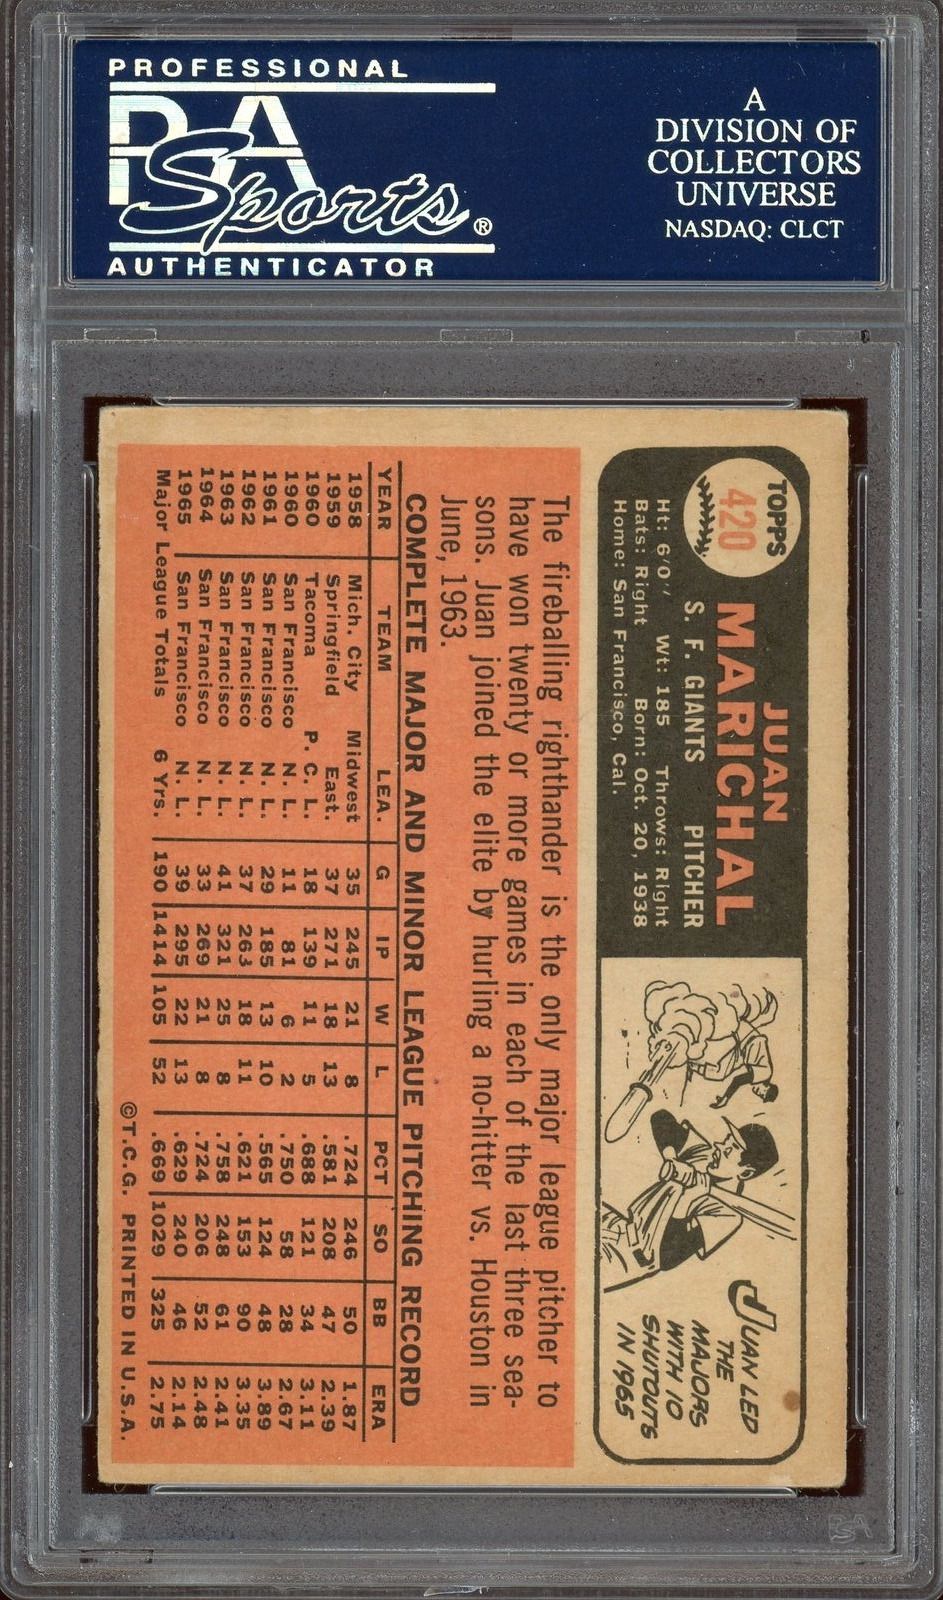 PROFESSIONAL
PSA
Sports®
AUTHENTICATOR
A
DIVISION OF
COLLECTORS
UNIVERSE
NASDAQ: CLCT
TOPPS
420
JUAN
MARICHAL
S. F. GIANTS PITCHER
Ht: 6'0'' Wt: 185 Throws: Right
Bats: Right Born: Oct. 20, 1938
Home: San Francisco, Cal.
JUAN LED
THE
MAJORS
WITH 10
SHUTOUTS
IN 1965
The fireballing righthander is the only major league pitcher to
have won twenty or more games in each of the last three sea-
sons. Juan joined the elite by hurling a no-hitter vs. Houston in
June, 1963.
COMPLETE MAJOR AND MINOR LEAGUE PITCHING RECORD
YEAR TEAM LEA. G IP W L PCT SO BB ERA
1958 Mich. City Midwest 35 245 21 8 .724 246 50 1.87
1959 Springfield East. 37 271 18 13 .581 208 47 2.39
1960 Tacoma P. C. L. 18 139 11 5 .688 121 34 3.11
1960 San Francisco N. L. 11 81 6 2 .750 58 28 2.67
1961 San Francisco N. L. 29 185 13 10 .565 124 48 3.89
1962 San Francisco N. L. 37 263 18 11 .621 153 90 3.35
1963 San Francisco N. L. 41 321 25 8 .758 248 61 2.41
1964 San Francisco N. L. 33 269 21 8 .724 206 52 2.48
1965 San Francisco N. L. 39 295 22 13 .629 240 46 2.14
Major League Totals 6 Yrs. 190 1414 105 52 .669 1029 325 2.75
©T.C.G. PRINTED IN U.S.A.
PSA